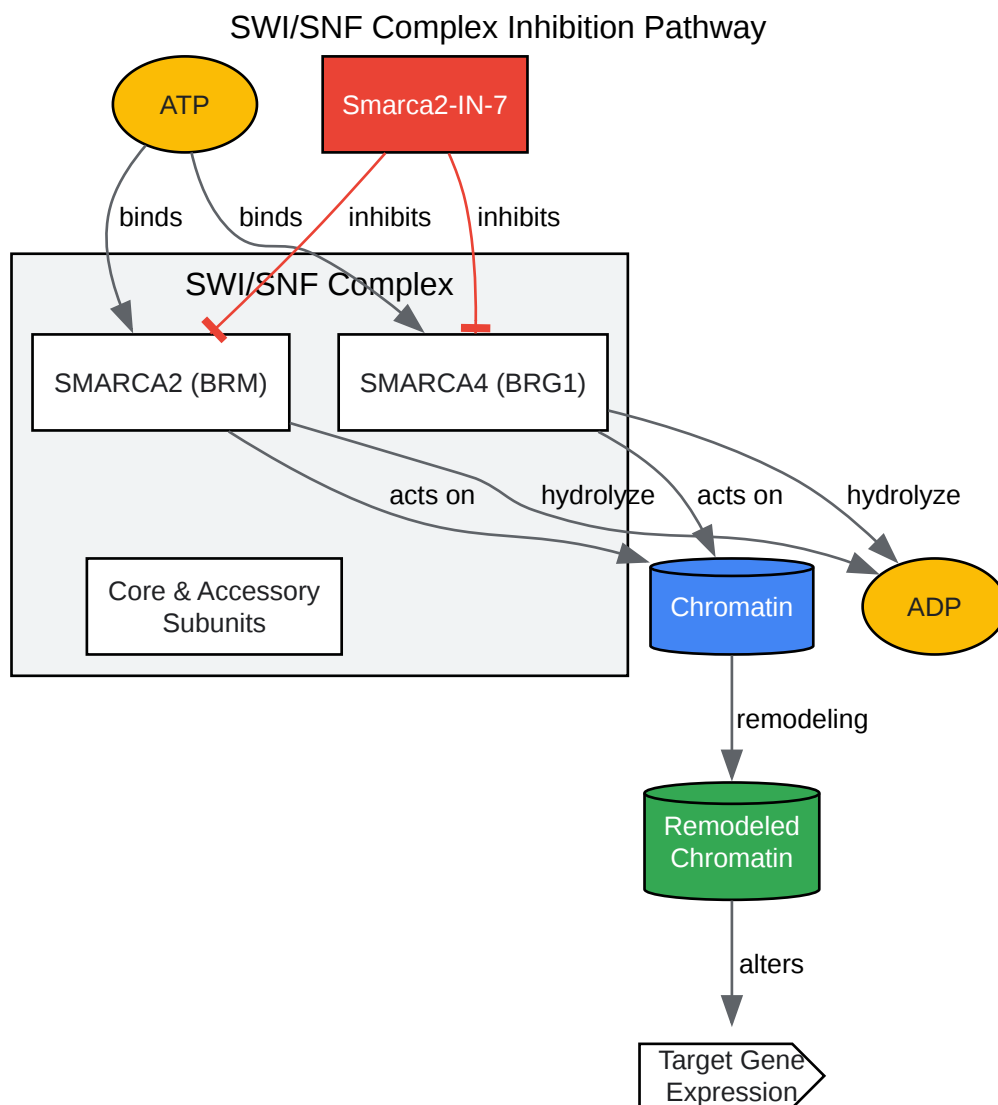 SWI/SNF Complex Inhibition Pathway
ATP
Smarca2-IN-7
binds
binds
inhibits
inhibits
SWI/SNF Complex
SMARCA2 (BRM)
SMARCA4 (BRG1)
acts on
hydrolyze
acts on
hydrolyze
Core & Accessory
Subunits
Chromatin
ADP
remodeling
Remodeled
Chromatin
alters
Target Gene
Expression